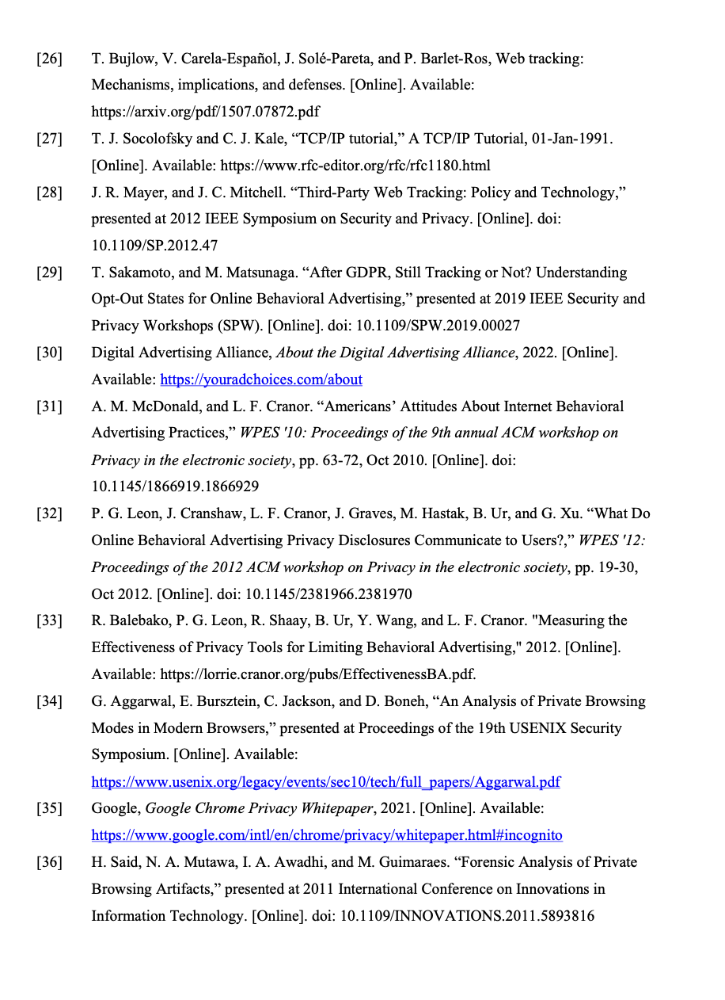 [26] T. Bujlow, V. Carela-Español, J. Solé-Pareta, and P. Barlet-Ros, Web tracking:
Mechanisms, implications, and defenses. [Online]. Available:
https://arxiv.org/pdf/1507.07872.pdf
[27] T. J. Socolofsky and C. J. Kale, “TCP/IP tutorial,” A TCP/IP Tutorial, 01-Jan-1991.
[Online]. Available: https://www.rfc-editor.org/rfc/rfc1180.html
[28] J. R. Mayer, and J. C. Mitchell. “Third-Party Web Tracking: Policy and Technology,”
presented at 2012 IEEE Symposium on Security and Privacy. [Online]. doi:
10.1109/SP.2012.47
[29] T. Sakamoto, and M. Matsunaga. “After GDPR, Still Tracking or Not? Understanding
Opt-Out States for Online Behavioral Advertising,” presented at 2019 IEEE Security and
Privacy Workshops (SPW). [Online]. doi: 10.1109/SPW.2019.00027
[30] Digital Advertising Alliance, About the Digital Advertising Alliance, 2022. [Online].
Available: https://youradchoices.com/about
[31] A. M. McDonald, and L. F. Cranor. “Americans’ Attitudes About Internet Behavioral
Advertising Practices,” WPES '10: Proceedings of the 9th annual ACM workshop on
Privacy in the electronic society, pp. 63-72, Oct 2010. [Online]. doi:
10.1145/1866919.1866929
[32] P. G. Leon, J. Cranshaw, L. F. Cranor, J. Graves, M. Hastak, B. Ur, and G. Xu. “What Do
Online Behavioral Advertising Privacy Disclosures Communicate to Users?,” WPES '12:
Proceedings of the 2012 ACM workshop on Privacy in the electronic society, pp. 19-30,
Oct 2012. [Online]. doi: 10.1145/2381966.2381970
[33] R. Balebako, P. G. Leon, R. Shaay, B. Ur, Y. Wang, and L. F. Cranor. "Measuring the
Effectiveness of Privacy Tools for Limiting Behavioral Advertising," 2012. [Online].
Available: https://lorrie.cranor.org/pubs/EffectivenessBA.pdf.
[34] G. Aggarwal, E. Bursztein, C. Jackson, and D. Boneh, “An Analysis of Private Browsing
Modes in Modern Browsers,” presented at Proceedings of the 19th USENIX Security
Symposium. [Online]. Available:
https://www.usenix.org/legacy/events/sec10/tech/full_papers/Aggarwal.pdf
[35] Google, Google Chrome Privacy Whitepaper, 2021. [Online]. Available:
https://www.google.com/intl/en/chrome/privacy/whitepaper.html#incognito
[36] H. Said, N. A. Mutawa, I. A. Awadhi, and M. Guimaraes. “Forensic Analysis of Private
Browsing Artifacts,” presented at 2011 International Conference on Innovations in
Information Technology. [Online]. doi: 10.1109/INNOVATIONS.2011.5893816